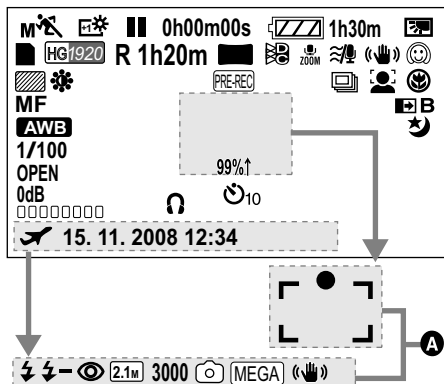 M 0h00m00s 1h30m
HG1920 R 1h20m ZOOM
PRE-REC
MF B
AWB
1/100
OPEN 99%↑
0dB 10
15. 11. 2008 12:34
A
2.1M 3000 MEGA